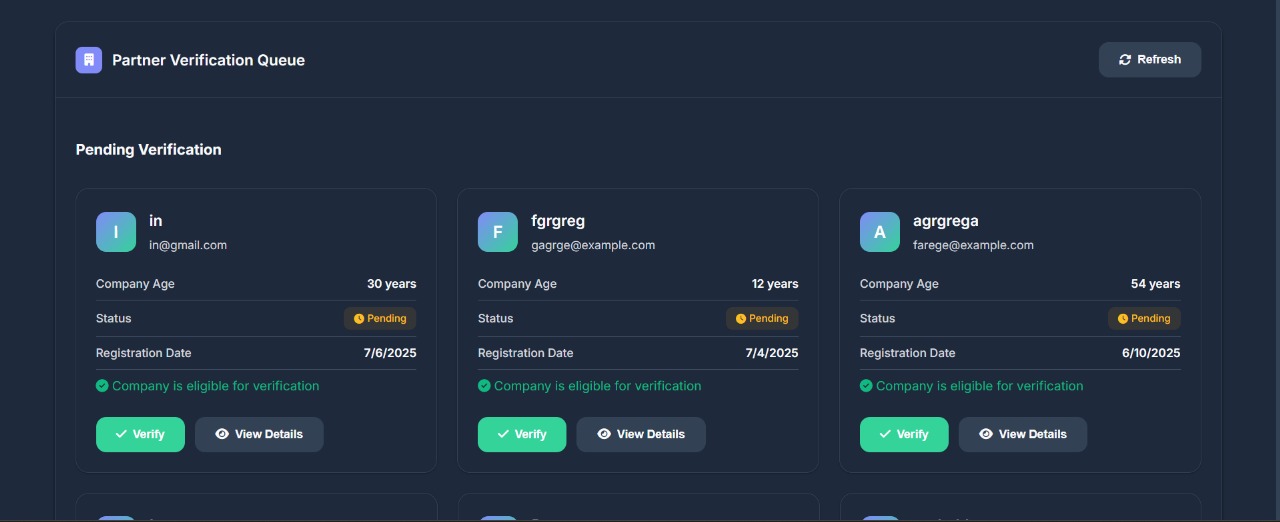 Partner Verification Queue
Refresh
Pending Verification
I
in
in@gmail.com
Company Age 30 years
Status Pending
Registration Date 7/6/2025
Company is eligible for verification
Verify View Details
F
fgrgreg
gagrge@example.com
Company Age 12 years
Status Pending
Registration Date 7/4/2025
Company is eligible for verification
Verify View Details
A
agrgrega
farege@example.com
Company Age 54 years
Status Pending
Registration Date 6/10/2025
Company is eligible for verification
Verify View Details